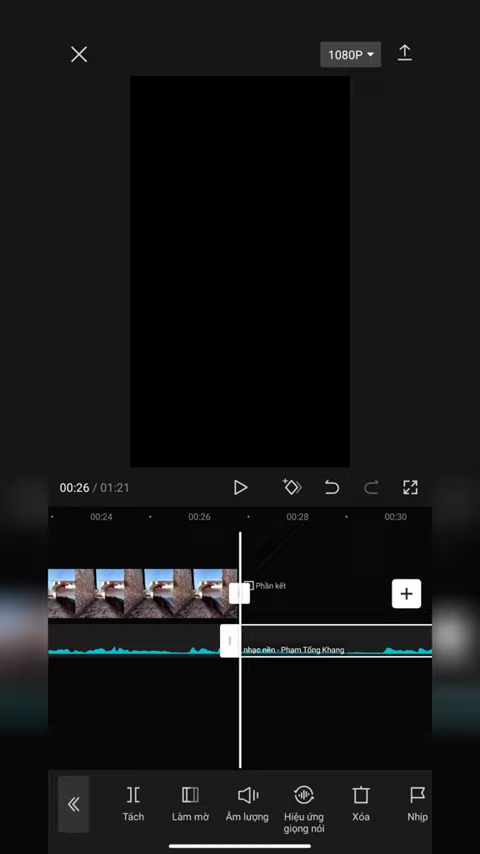 1080P
00:26 / 01:21
00:24
00:26
00:28
00:30
Phần kết
nhạc nền - Phạm Tống Khang
Tách
Làm mờ
Âm lượng
Hiệu ứng
giọng nói
Xóa
Nhịp